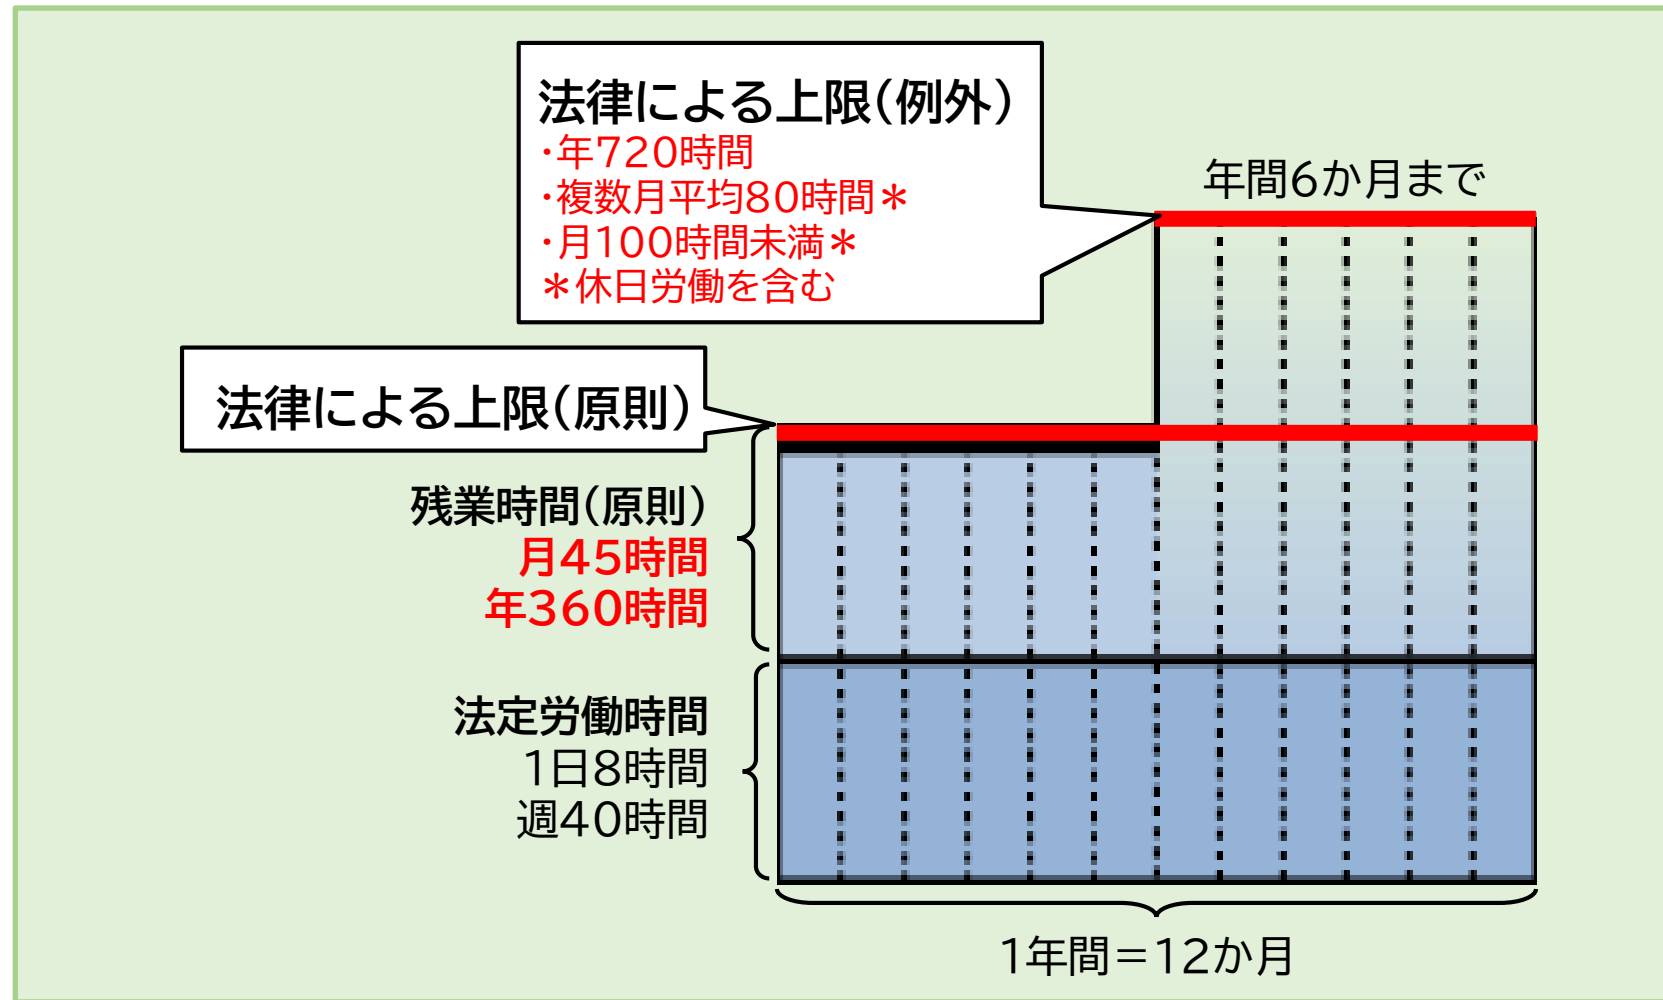 法律による上限(例外)
・年720時間
・複数月平均80時間＊
・月100時間未満＊
＊休日労働を含む
年間6か月まで
法律による上限(原則)
残業時間(原則)
月45時間
年360時間
法定労働時間
1日8時間
週40時間
1年間＝12か月